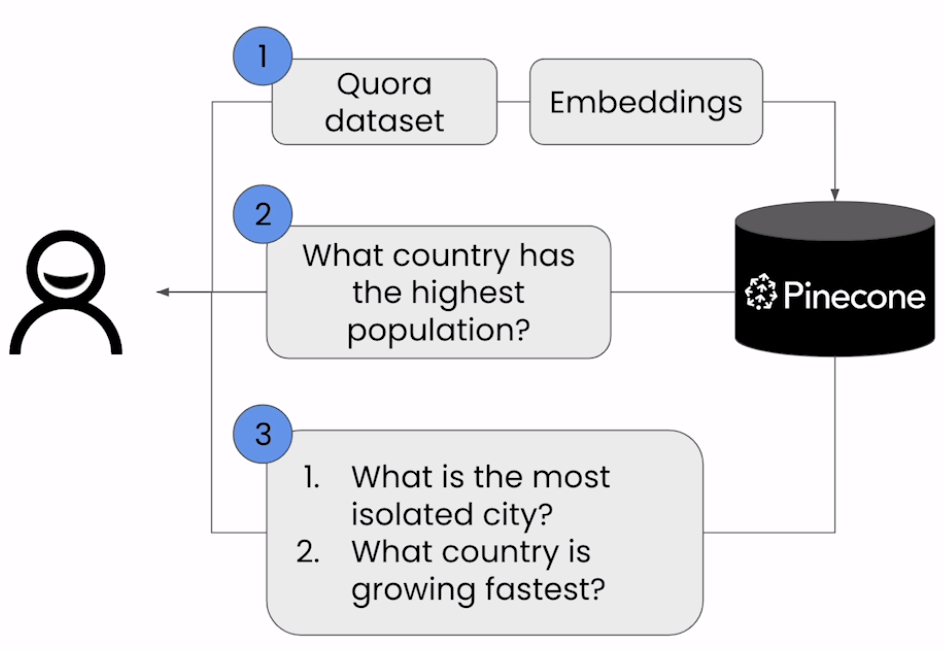 1
Quora
dataset
Embeddings
2
What country has
the highest
population?
Pinecone
3
1. What is the most
isolated city?
2. What country is
growing fastest?